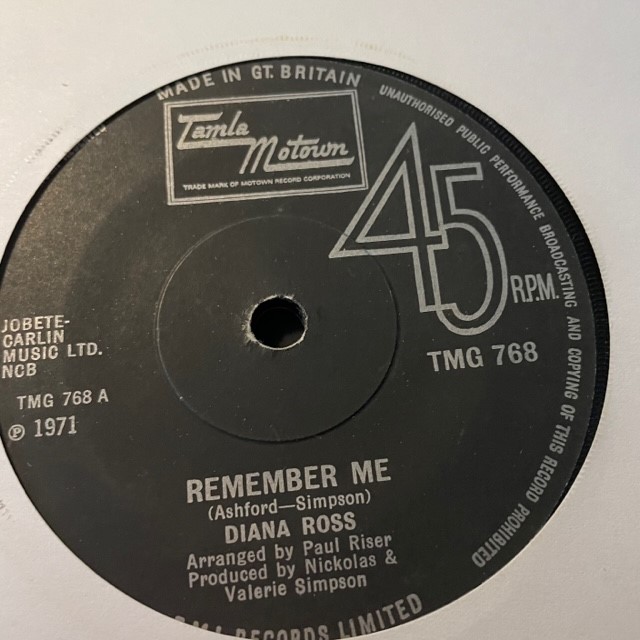 MADE IN GT. BRITAIN
UNAUTHORISED PUBLIC PERFORMANCE BROADCASTING AND COPYING OF THIS RECORD PROHIBITED
Tamla
Motown
TRADE MARK OF MOTOWN RECORD CORPORATION
45
R.P.M.
TMG 768
JOBETE-
CARLIN
MUSIC LTD.
NCB
TMG 768 A
℗ 1971
REMEMBER ME
(Ashford—Simpson)
DIANA ROSS
Arranged by Paul Riser
Produced by Nickolas &
Valerie Simpson
RECORDS LIMITED